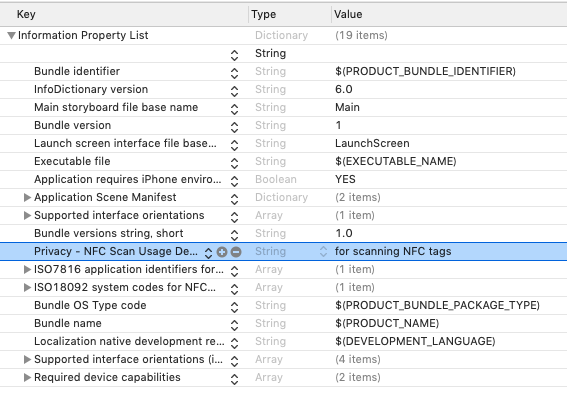 Key Type Value
Information Property List Dictionary (19 items)
String
Bundle identifier String $(PRODUCT_BUNDLE_IDENTIFIER)
InfoDictionary version String 6.0
Main storyboard file base name String Main
Bundle version String 1
Launch screen interface file base... String LaunchScreen
Executable file String $(EXECUTABLE_NAME)
Application requires iPhone enviro... Boolean YES
Application Scene Manifest Dictionary (2 items)
Supported interface orientations Array (1 item)
Bundle versions string, short String 1.0
Privacy - NFC Scan Usage De... String for scanning NFC tags
ISO7816 application identifiers for... Array (1 item)
ISO18092 system codes for NFC... Array (1 item)
Bundle OS Type code String $(PRODUCT_BUNDLE_PACKAGE_TYPE)
Bundle name String $(PRODUCT_NAME)
Localization native development re... String $(DEVELOPMENT_LANGUAGE)
Supported interface orientations (i... Array (4 items)
Required device capabilities Array (2 items)